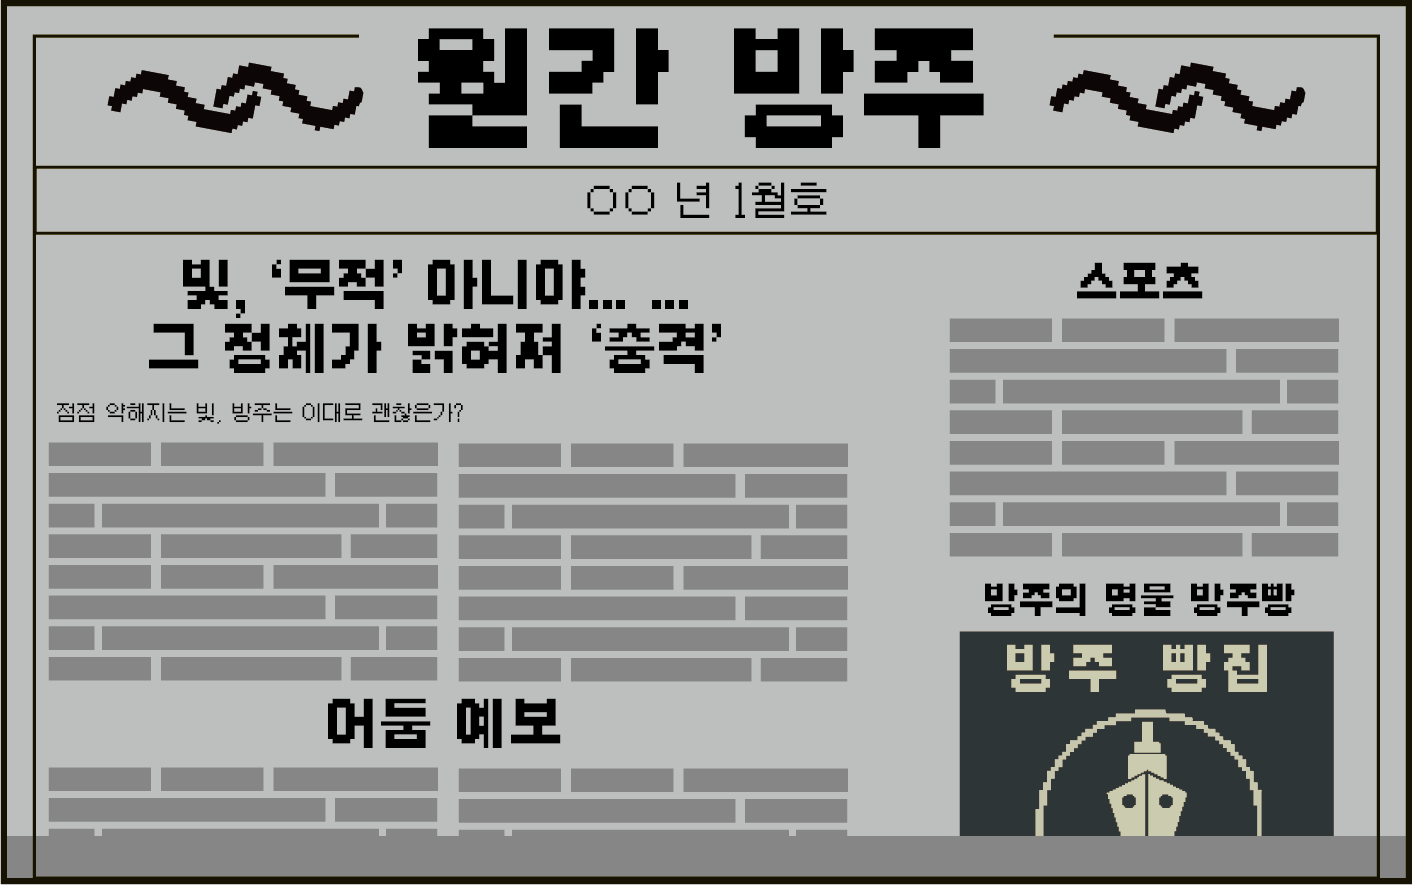 월간 방주
○○ 년 1월호
빛, ‘무적’ 아니야... ...
그 정체가 밝혀져 ‘충격’
점점 약해지는 빛, 방주는 이대로 괜찮은가?
어둠 예보
스포츠
방주의 명물 방주빵
방주 빵집